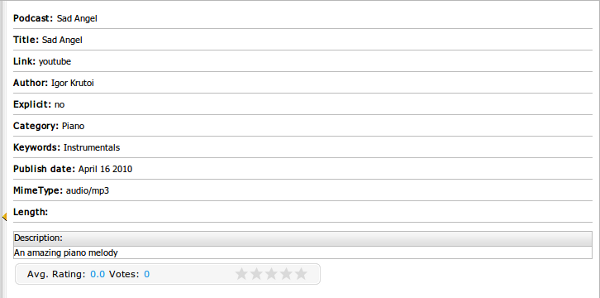 Podcast: Sad Angel
Title: Sad Angel
Link: youtube
Author: Igor Krutoi
Explicit: no
Category: Piano
Keywords: Instrumentals
Publish date: April 16 2010
MimeType: audio/mp3
Length:
Description:
An amazing piano melody
Avg. Rating: 0.0 Votes: 0